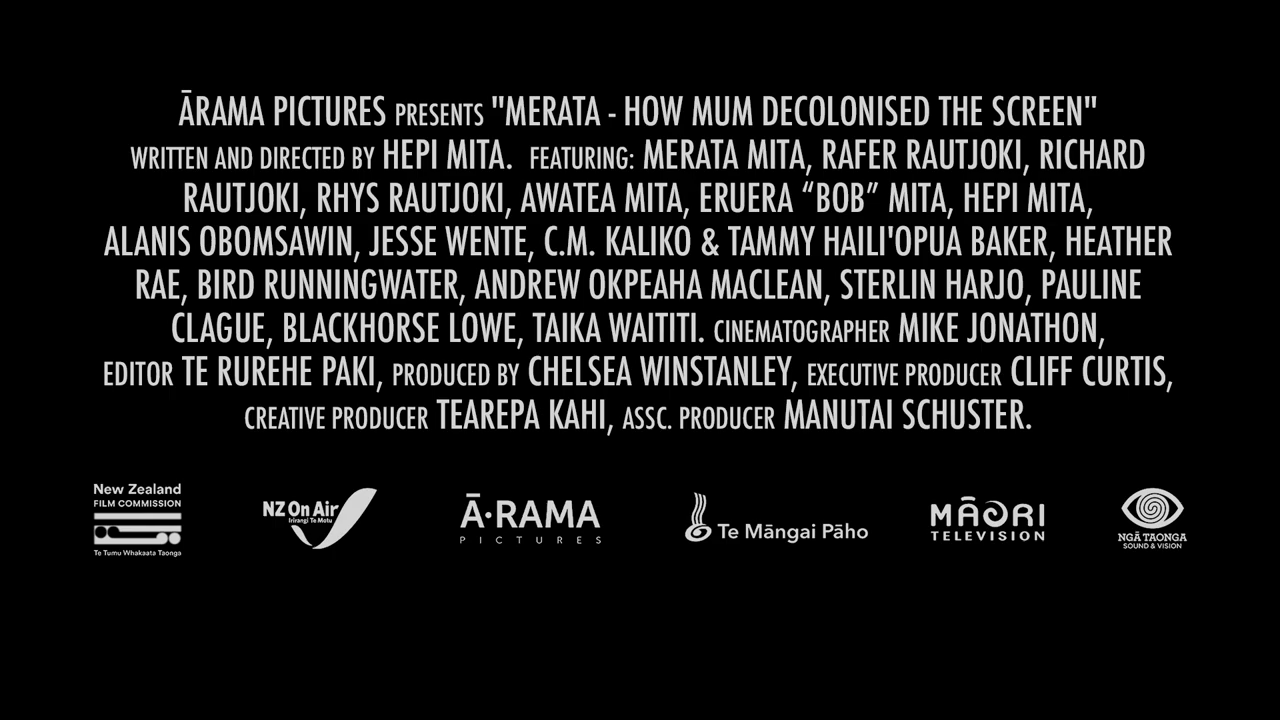 ĀRAMA PICTURES PRESENTS "MERATA - HOW MUM DECOLONISED THE SCREEN"
WRITTEN AND DIRECTED BY HEPI MITA. FEATURING: MERATA MITA, RAFER RAUTJOKI, RICHARD
RAUTJOKI, RHYS RAUTJOKI, AWATEA MITA, ERUERA “BOB” MITA, HEPI MITA,
ALANIS OBOMSAWIN, JESSE WENTE, C.M. KALIKO & TAMMY HAILI'OPUA BAKER, HEATHER
RAE, BIRD RUNNINGWATER, ANDREW OKPEAHA MACLEAN, STERLIN HARJO, PAULINE
CLAGUE, BLACKHORSE LOWE, TAIKA WAITITI. CINEMATOGRAPHER MIKE JONATHON,
EDITOR TE RUREHE PAKI, PRODUCED BY CHELSEA WINSTANLEY, EXECUTIVE PRODUCER CLIFF CURTIS,
CREATIVE PRODUCER TEAREPA KAHI, ASSC. PRODUCER MANUTAI SCHUSTER.
New Zealand
FILM COMMISSION
Te Tumu Whakaata Taonga
NZ On Air
Irirangi Te Motu
Ā·RAMA
PICTURES
Te Māngai Pāho
MĀORI
TELEVISION
NGĀ TAONGA
SOUND & VISION